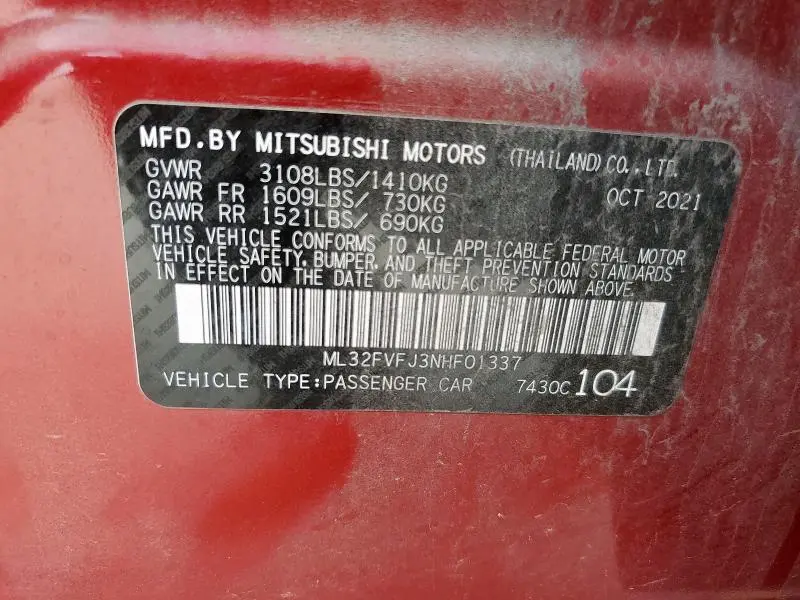 MFD.BY MITSUBISHI MOTORS (THAILAND) CO., LTD.
GVWR 3108LBS/1410KG OCT 2021
GAWR FR 1609LBS/ 730KG
GAWR RR 1521LBS/ 690KG
THIS VEHICLE CONFORMS TO ALL APPLICABLE FEDERAL MOTOR
VEHICLE SAFETY, BUMPER, AND THEFT PREVENTION STANDARDS
IN EFFECT ON THE DATE OF MANUFACTURE SHOWN ABOVE.
ML32FVFJ3NHF01337
VEHICLE TYPE:PASSENGER CAR 7430C 104